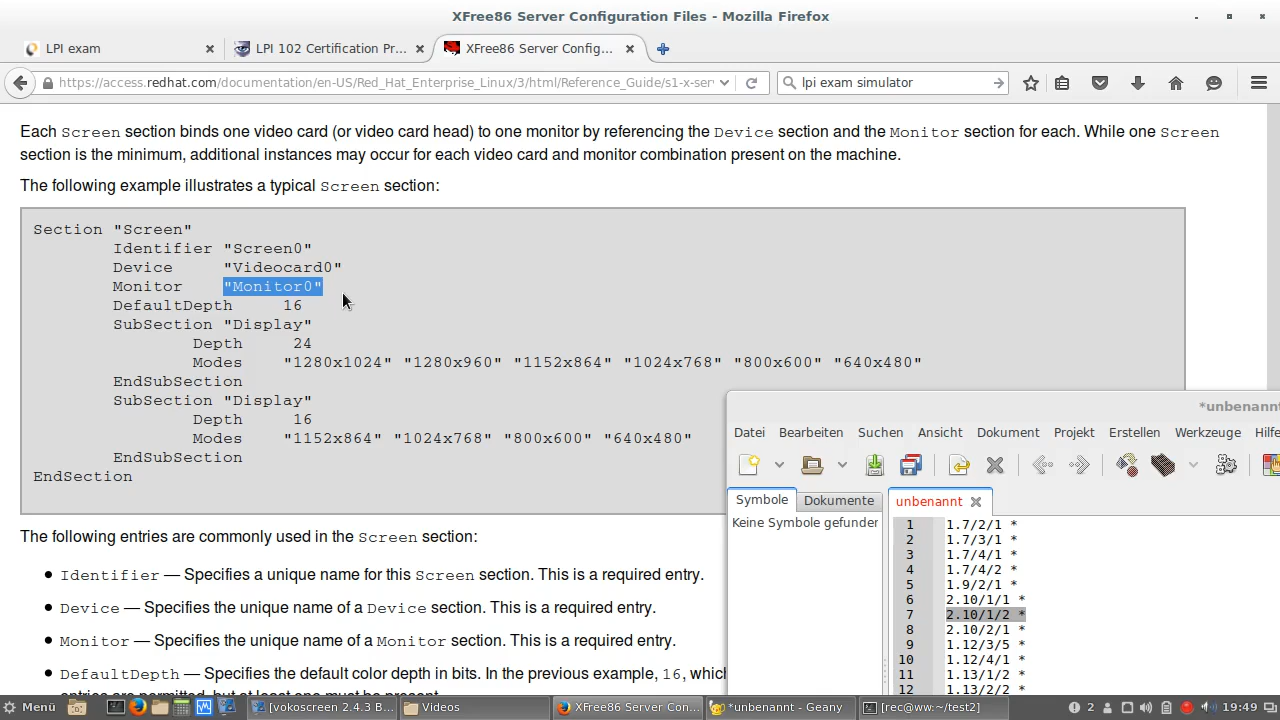 XFree86 Server Configuration Files - Mozilla Firefox
LPI exam
LPI 102 Certification Pr...
XFree86 Server Config...
https://access.redhat.com/documentation/en-US/Red_Hat_Enterprise_Linux/3/html/Reference_Guide/s1-x-ser
lpi exam simulator
Each Screen section binds one video card (or video card head) to one monitor by referencing the Device section and the Monitor section for each. While one Screen
section is the minimum, additional instances may occur for each video card and monitor combination present on the machine.
The following example illustrates a typical Screen section:
Section "Screen"
Identifier "Screen0"
Device "Videocard0"
Monitor "Monitor0"
DefaultDepth 16
SubSection "Display"
Depth 24
Modes "1280x1024" "1280x960" "1152x864" "1024x768" "800x600" "640x480"
EndSubSection
SubSection "Display"
Depth 16
Modes "1152x864" "1024x768" "800x600" "640x480"
EndSubSection
EndSection
The following entries are commonly used in the Screen section:
Identifier — Specifies a unique name for this Screen section. This is a required entry.
Device — Specifies the unique name of a Device section. This is a required entry.
Monitor — Specifies the unique name of a Monitor section. This is a required entry.
DefaultDepth — Specifies the default color depth in bits. In the previous example, 16, whic
*unbenannt
Datei Bearbeiten Suchen Ansicht Dokument Projekt Erstellen Werkzeuge Hilfe
Symbole Dokumente
unbenannt
Keine Symbole gefunden
1 1.7/2/1 *
2 1.7/3/1 *
3 1.7/4/1 *
4 1.7/4/2 *
5 1.9/2/1 *
6 2.10/1/1 *
7 2.10/1/2 *
8 2.10/2/1 *
9 1.12/3/5 *
10 1.12/4/1 *
11 1.13/1/2 *
12 1.13/2/2 *
Menü
[vokoscreen 2.4.3 B...
Videos
XFree86 Server Con...
*unbenannt - Geany
[rec@ww:~/test2]
2
19:49